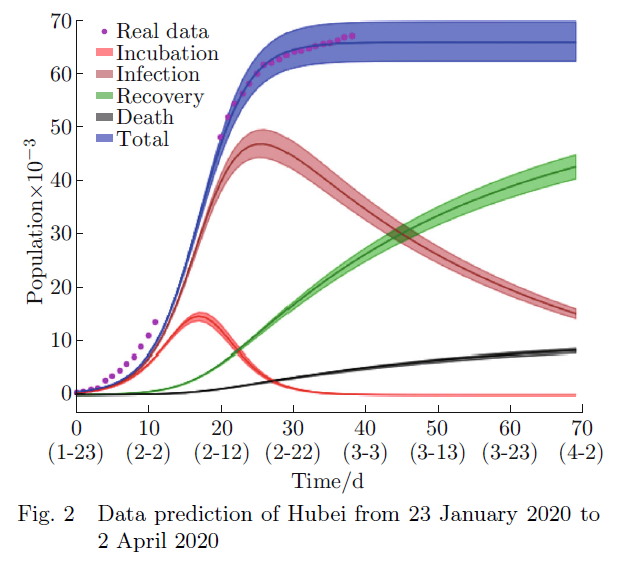 70
60
50
40
30
20
10
0
Population×10⁻³
Real data
Incubation
Infection
Recovery
Death
Total
0 10 20 30 40 50 60 70
(1-23) (2-2) (2-12) (2-22) (3-3) (3-13) (3-23) (4-2)
Time/d
Fig. 2 Data prediction of Hubei from 23 January 2020 to
2 April 2020